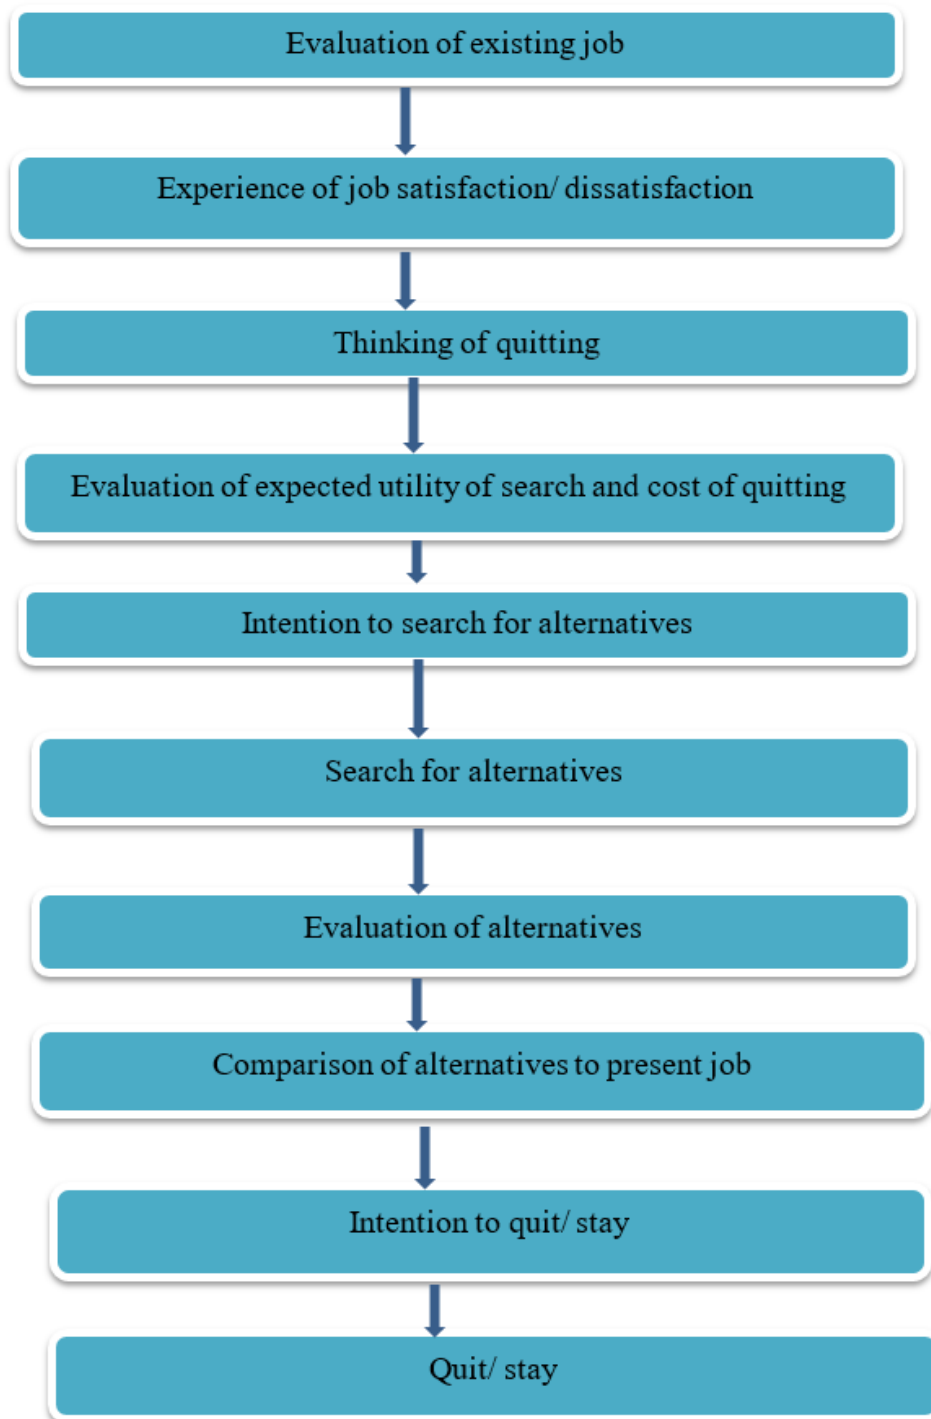 Evaluation of existing job
Experience of job satisfaction/ dissatisfaction
Thinking of quitting
Evaluation of expected utility of search and cost of quitting
Intention to search for alternatives
Search for alternatives
Evaluation of alternatives
Comparison of alternatives to present job
Intention to quit/ stay
Quit/ stay